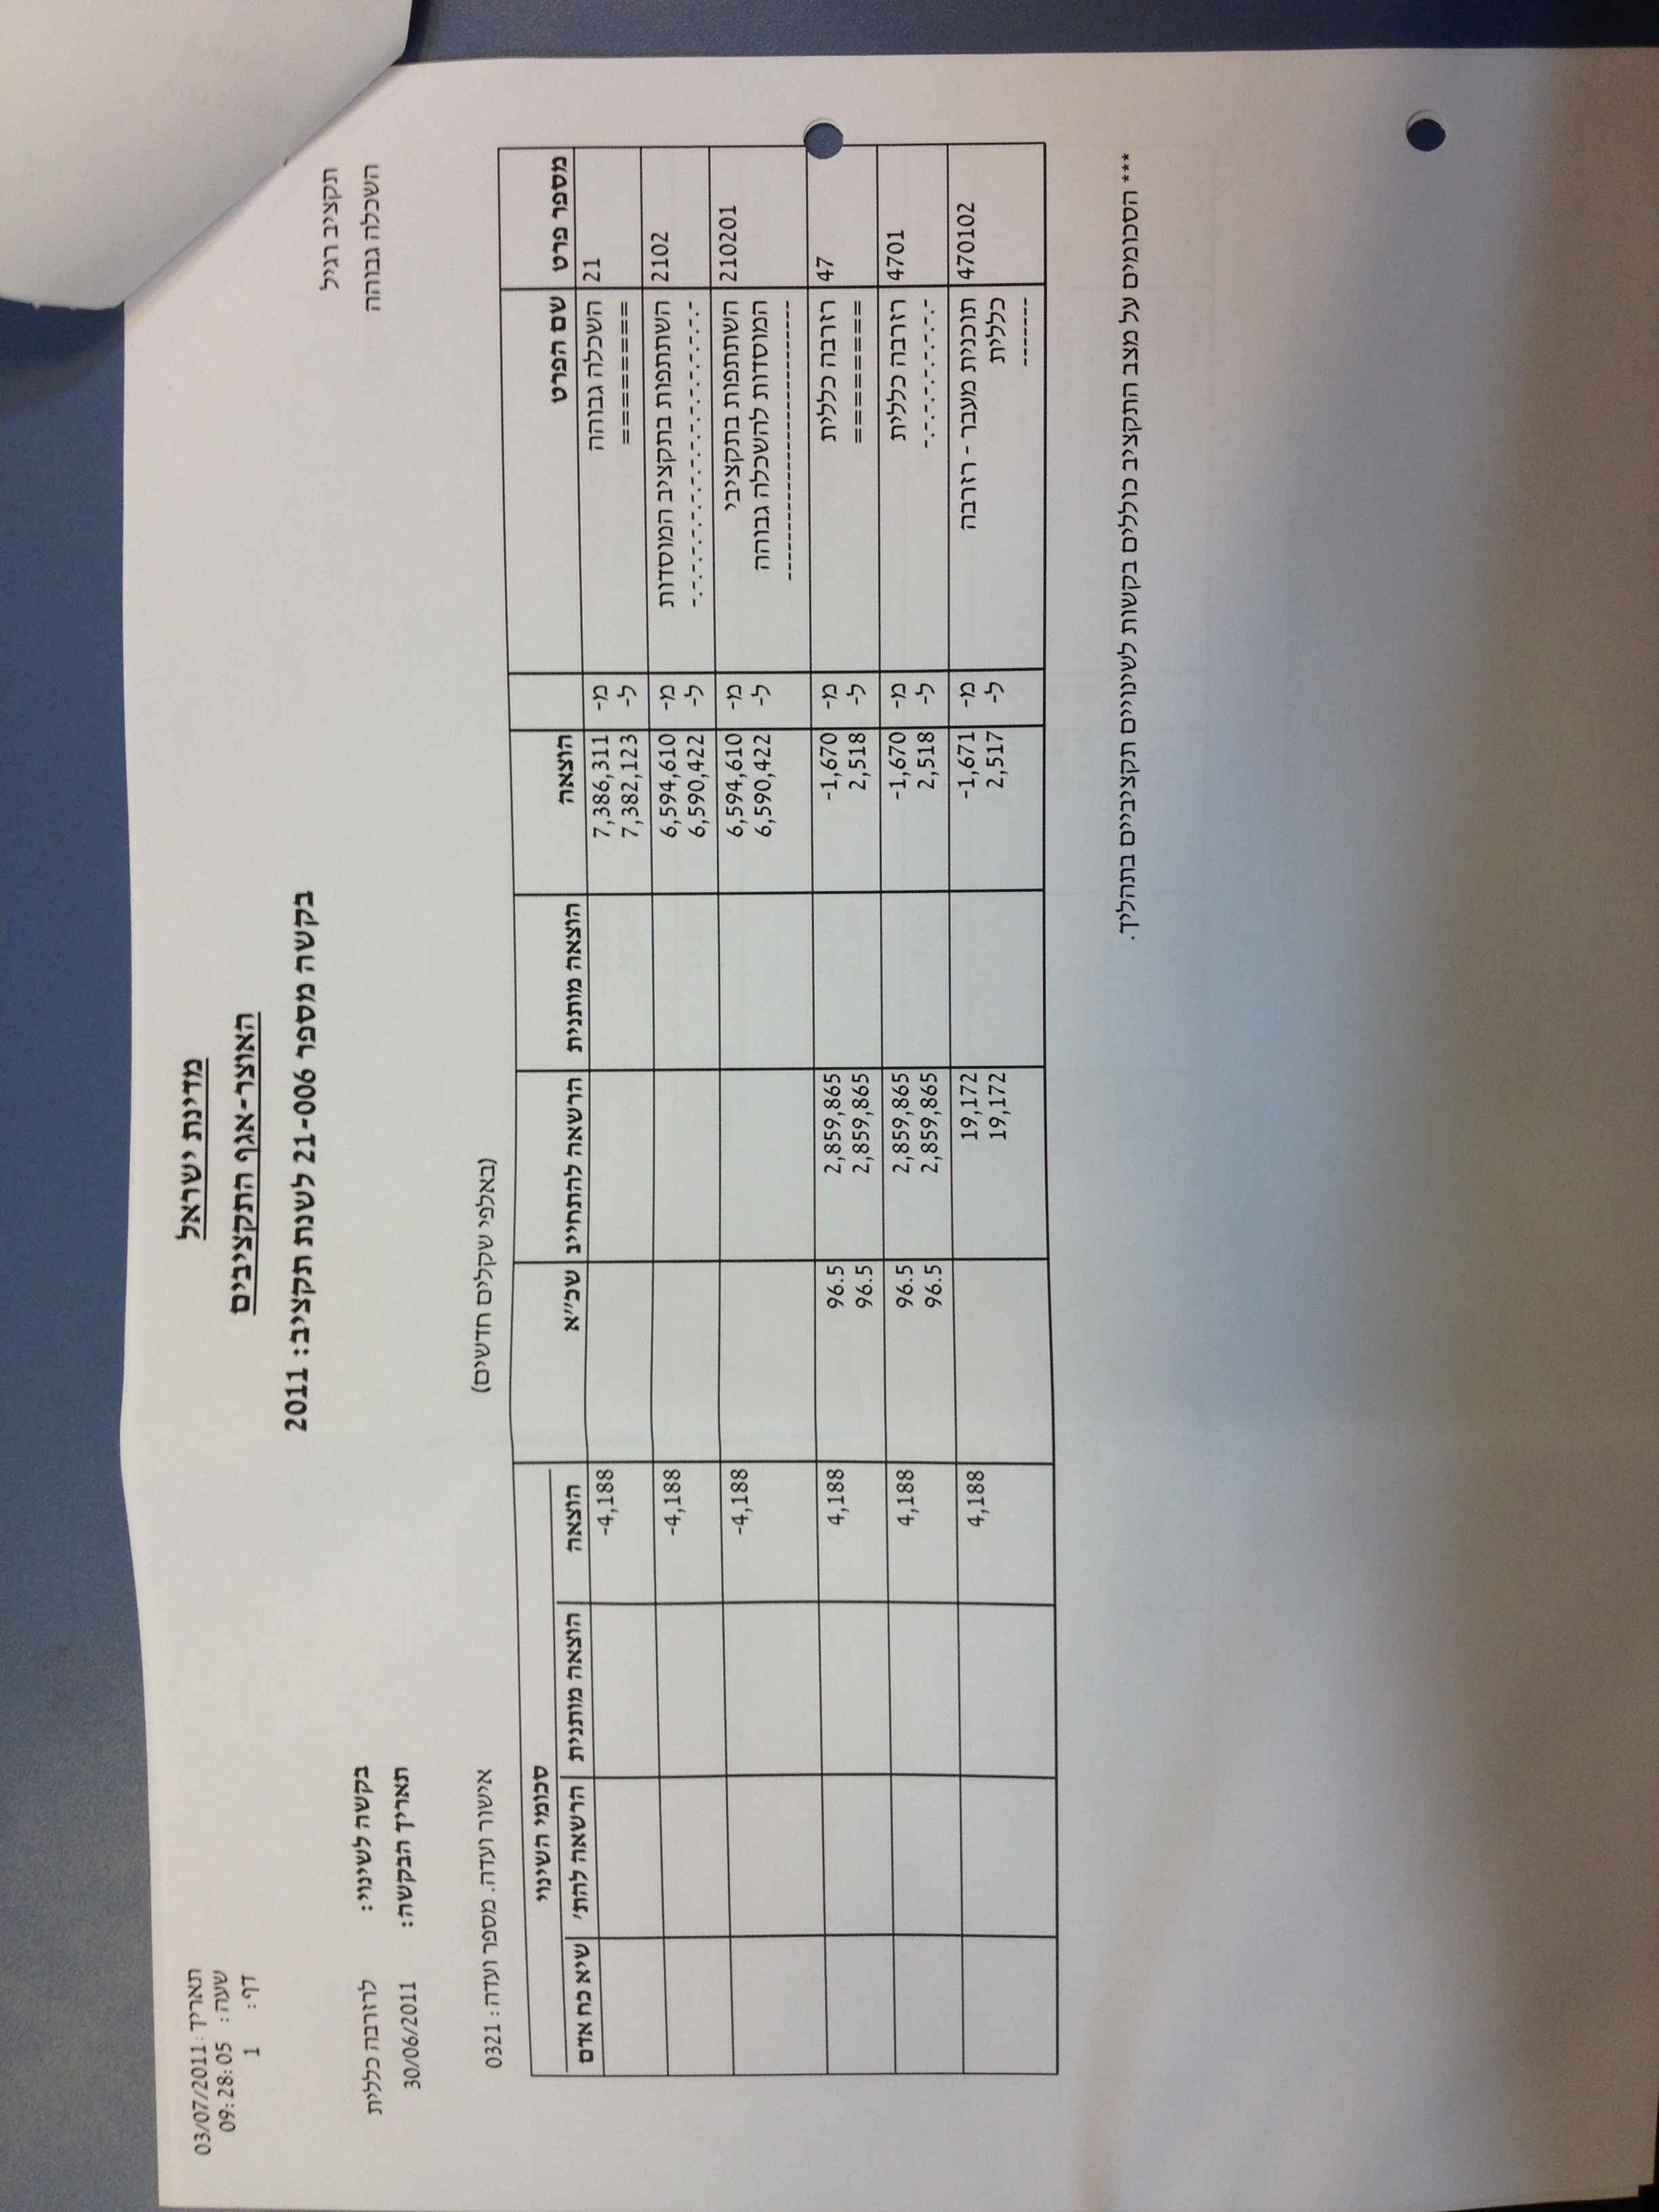 תאריך: 03/07/2011
שעה: 09:28:05
דף: 1
מדינת ישראל
האוצר-אגף התקציבים
בקשה מספר 21-006 לשנת תקציב: 2011
תקציב רגיל
השכלה גבוהה
בקשה לשינוי: לרזרבה כללית
תאריך הבקשה: 30/06/2011
(באלפי שקלים חדשים)
אישור ועדה. מספר ועדה: 0321
סכומי השינוי
מספר פרט שם הפרט הוצאה הוצאה מותנית הרשאה להתחייב שכ"א הוצאה הוצאה מותנית הרשאה להת' שיא כח אדם
21 השכלה גבוהה מ- 7,386,311 -4,188
======== ל- 7,382,123
2102 השתתפות בתקציב המוסדות מ- 6,594,610 -4,188
-.-.-.-.-.-.-.-.-.-.-.- ל- 6,590,422
210201 השתתפות בתקציבי מ- 6,594,610 -4,188
המוסדות להשכלה גבוהה ל- 6,590,422
-----------------------
47 רזרבה כללית מ- -1,670 2,859,865 96.5 4,188
======== ל- 2,518 2,859,865 96.5
4701 רזרבה כללית מ- -1,670 2,859,865 96.5 4,188
-.-.-.-.-.- ל- 2,518 2,859,865 96.5
470102 תוכנית מעבר - רזרבה מ- -1,671 19,172 4,188
כללית ל- 2,517 19,172
-------
*** הסכומים על מצב התקציב כוללים בקשות לשינויים תקציביים בתהליך.